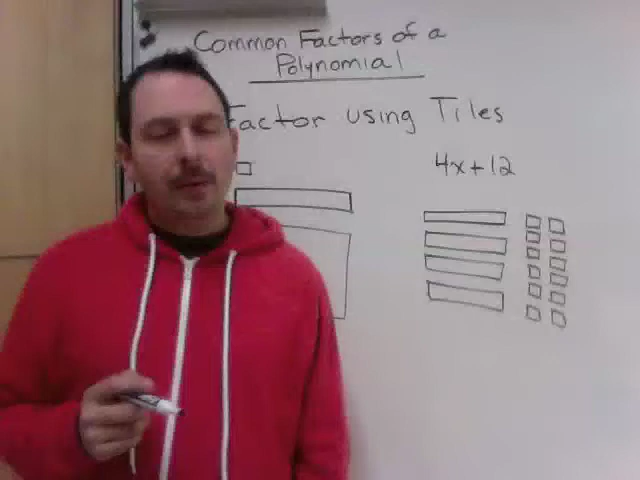 Common Factors of a
Polynomial
Factor using Tiles
4x+12